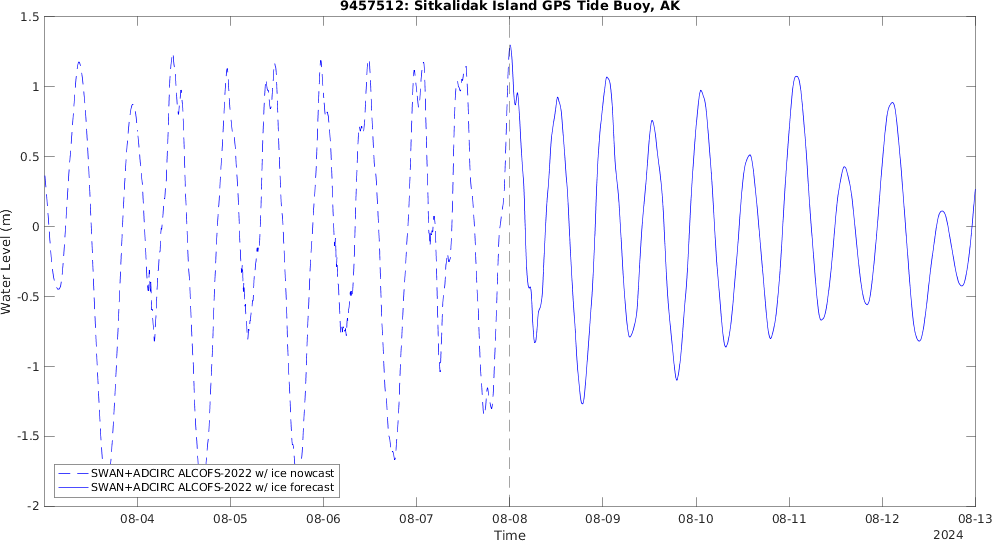 9457512: Sitkalidak Island GPS Tide Buoy, AK
1.5
1
0.5
0
-0.5
-1
-1.5
-2
Water Level (m)
SWAN+ADCIRC ALCOFS-2022 w/ ice nowcast
SWAN+ADCIRC ALCOFS-2022 w/ ice forecast
08-04 08-05 08-06 08-07 08-08 08-09 08-10 08-11 08-12 08-13
Time
2024